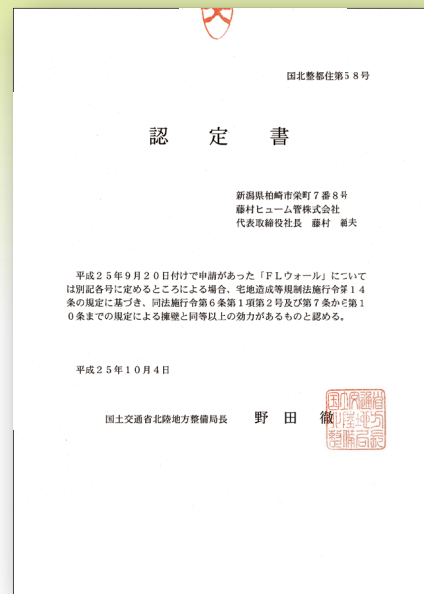 国北整都住第58号
認定書
新潟県柏崎市栄町7番8号
藤村ヒューム管株式会社
代表取締役社長 藤村 義夫
平成25年9月20日付けで申請があった「FLウォール」について
は別記各号に定めるところによる場合、宅地造成等規制法施行令第14
条の規定に基づき、同法施行令第6条第1項第2号及び第7条から第1
0条までの規定による擁壁と同等以上の効力があるものと認める。
平成25年10月4日
国土交通省北陸地方整備局長 野田 徹